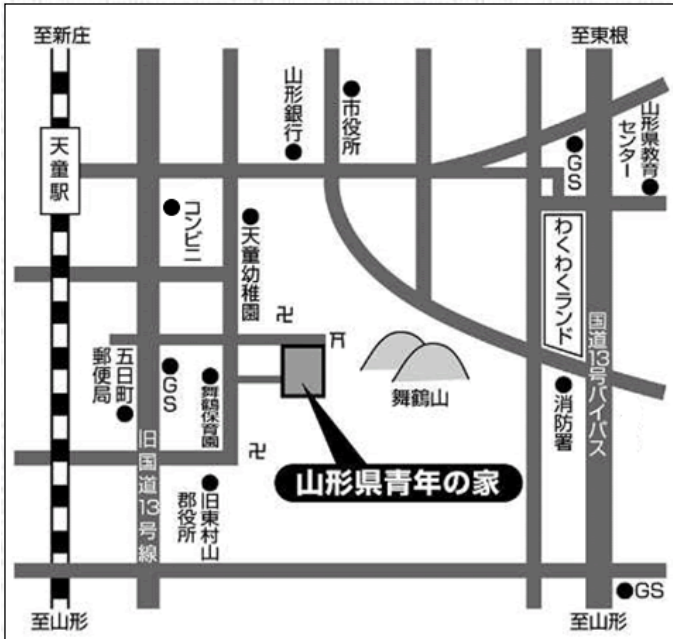 至新庄
至東根
天童駅
山形銀行
市役所
GS
山形県教育
センター
コンビニ
天童幼稚園
わくわくランド
国道13号バイパス
卍
五日町
郵便局
GS
舞鶴保育園
舞鶴山
消防署
卍
旧国道13号線
旧東村山
郡役所
山形県青年の家
GS
至山形
至山形